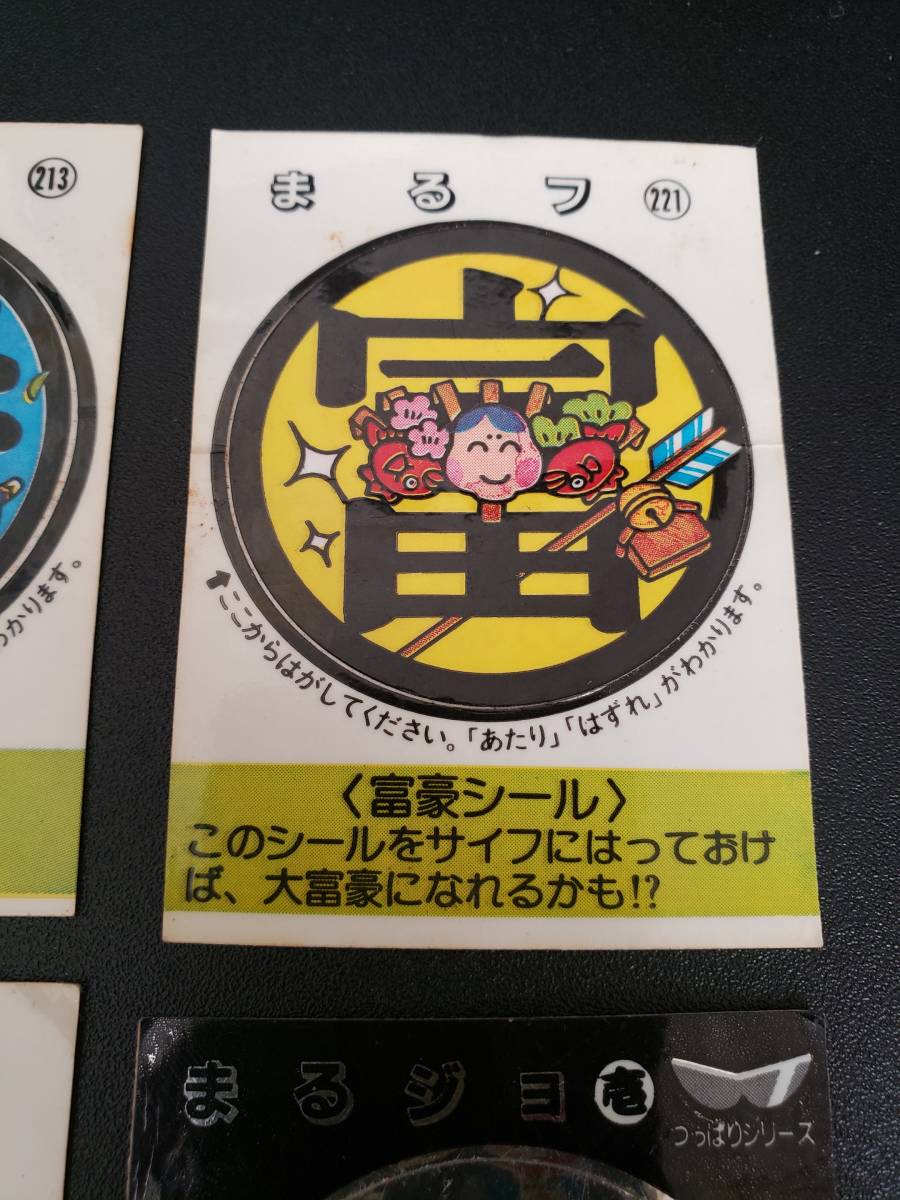 213
まるフ 221
富
↑ここからはがしてください。「あたり」「はずれ」がわかります。
わかります。
〈富豪シール〉
このシールをサイフにはっておけ
ば、大富豪になれるかも!?
まるジョ 壱
つっぱりシリーズ